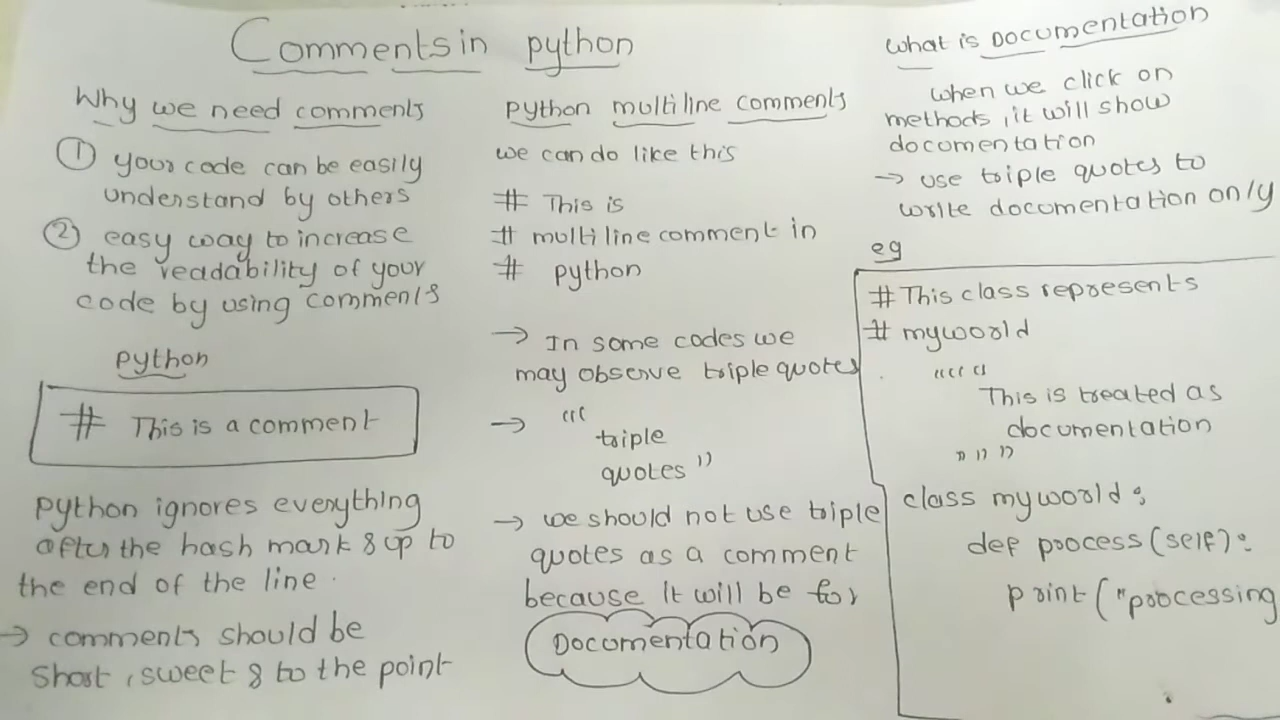 Comments in python
Why we need comments
① your code can be easily
understand by others
② easy way to increase
the readability of your
code by using comments
python
# This is a comment
python ignores everything
after the hash mark & up to
the end of the line.
→ comments should be
short, sweet & to the point
python multiline comments
we can do like this
# This is
# multiline comment in
# python
→ In some codes we
may observe triple quotes
→ "'
triple
quotes "
→ we should not use triple
quotes as a comment
because it will be for
Documentation
what is Documentation
when we click on
methods, it will show
documentation
→ use triple quotes to
write documentation only
eg
# This class represents
# myworld
"""
This is treated as
documentation
"""
class myworld:
def process(self):
print("processing